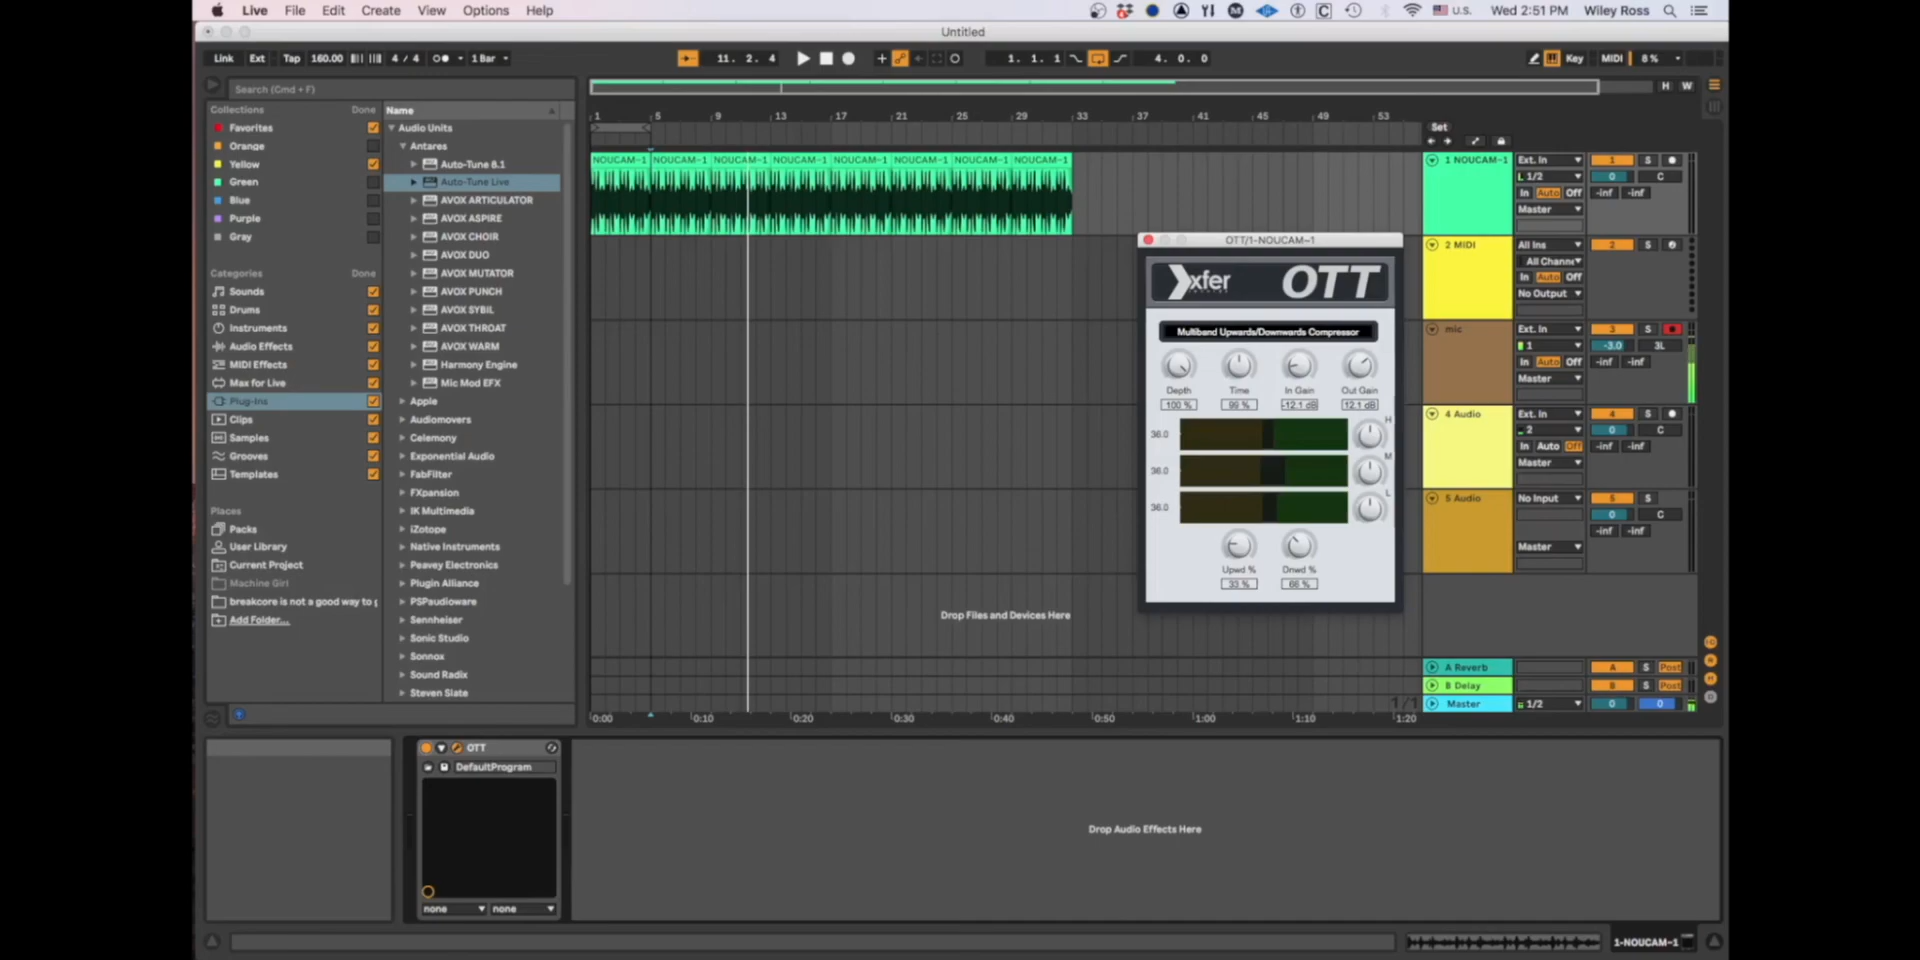 Live File Edit Create View Options Help U.S. Wed 2:51 PM Wiley Ross
Untitled
Link Ext Tap 160.00 4 / 4 1 Bar 11. 2. 4 1. 1. 1 4. 0. 0 Key MIDI 8 %
Search (Cmd + F) H W
Collections Done
Favorites
Orange
Yellow
Green
Blue
Purple
Gray
Categories Done
Sounds
Drums
Instruments
Audio Effects
MIDI Effects
Max for Live
Plug-Ins
Clips
Samples
Grooves
Templates
Places
Packs
User Library
Current Project
Machine Girl
breakcore is not a good way to
Add Folder...
Name
Audio Units
Antares
Auto-Tune 8.1
Auto-Tune Live
AVOX ARTICULATOR
AVOX ASPIRE
AVOX CHOIR
AVOX DUO
AVOX MUTATOR
AVOX PUNCH
AVOX SYBIL
AVOX THROAT
AVOX WARM
Harmony Engine
Mic Mod EFX
Apple
Audiomovers
Celemony
Exponential Audio
FabFilter
FXpansion
IK Multimedia
iZotope
Native Instruments
Peavey Electronics
Plugin Alliance
PSPaudioware
Sennheiser
Sonic Studio
Sonnox
Sound Radix
Steven Slate
1 5 9 13 17 21 25 29 33 37 41 45 49 53
Set
NOUCAM-1 NOUCAM-1 NOUCAM-1 NOUCAM-1 NOUCAM-1 NOUCAM-1 NOUCAM-1 NOUCAM-1
1 NOUCAM-1 Ext. In 1 S
1/2 0 C
In Auto Off -inf -inf
Master
2 MIDI All Ins 2 S
All Channe
In Auto Off
No Output
mic Ext. In 3 S
1 -3.0 3L
In Auto Off -inf -inf
Master
4 Audio Ext. In 4 S
2 0 C
In Auto Off -inf -inf
Master
5 Audio No Input 5 S
0 C
-inf -inf
Master
A Reverb A S Post
B Delay B S Post
Master 1/2 0 0
OTT/1-NOUCAM-1
xfer OTT
Multiband Upwards/Downwards Compressor
Depth Time In Gain Out Gain
100 % 99 % -12.1 dB 12.1 dB
H
36.0
M
36.0
L
36.0
Upwd % Dnwd %
33 % 66 %
Drop Files and Devices Here
1/1
0:00 0:10 0:20 0:30 0:40 0:50 1:00 1:10 1:20
OTT
DefaultProgram
none none
Drop Audio Effects Here
1-NOUCAM-1